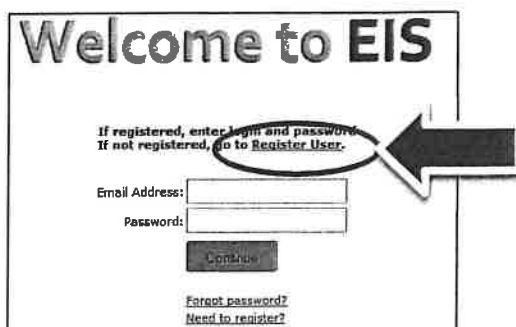 Welcome to EIS
If registered, enter login and password
If not registered, go to Register User.
Email Address:
Password:
Continue
Forgot password?
Need to register?